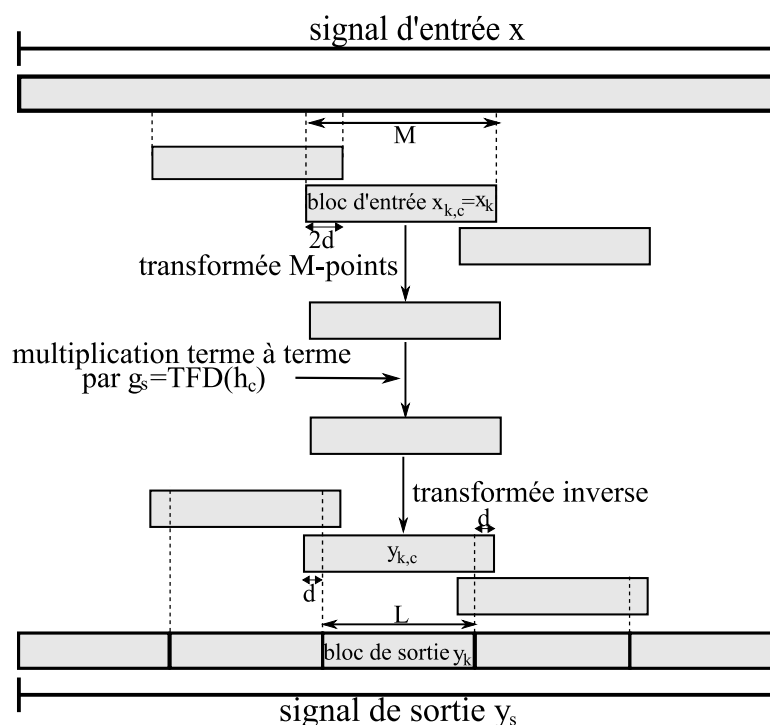 signal d'entrée x
M
bloc d'entrée x_{k,c}=x_k
2d
transformée M-points
multiplication terme à terme
par g_s=TFD(h_c)
transformée inverse
d
y_{k,c}
d
L
bloc de sortie y_k
signal de sortie y_s